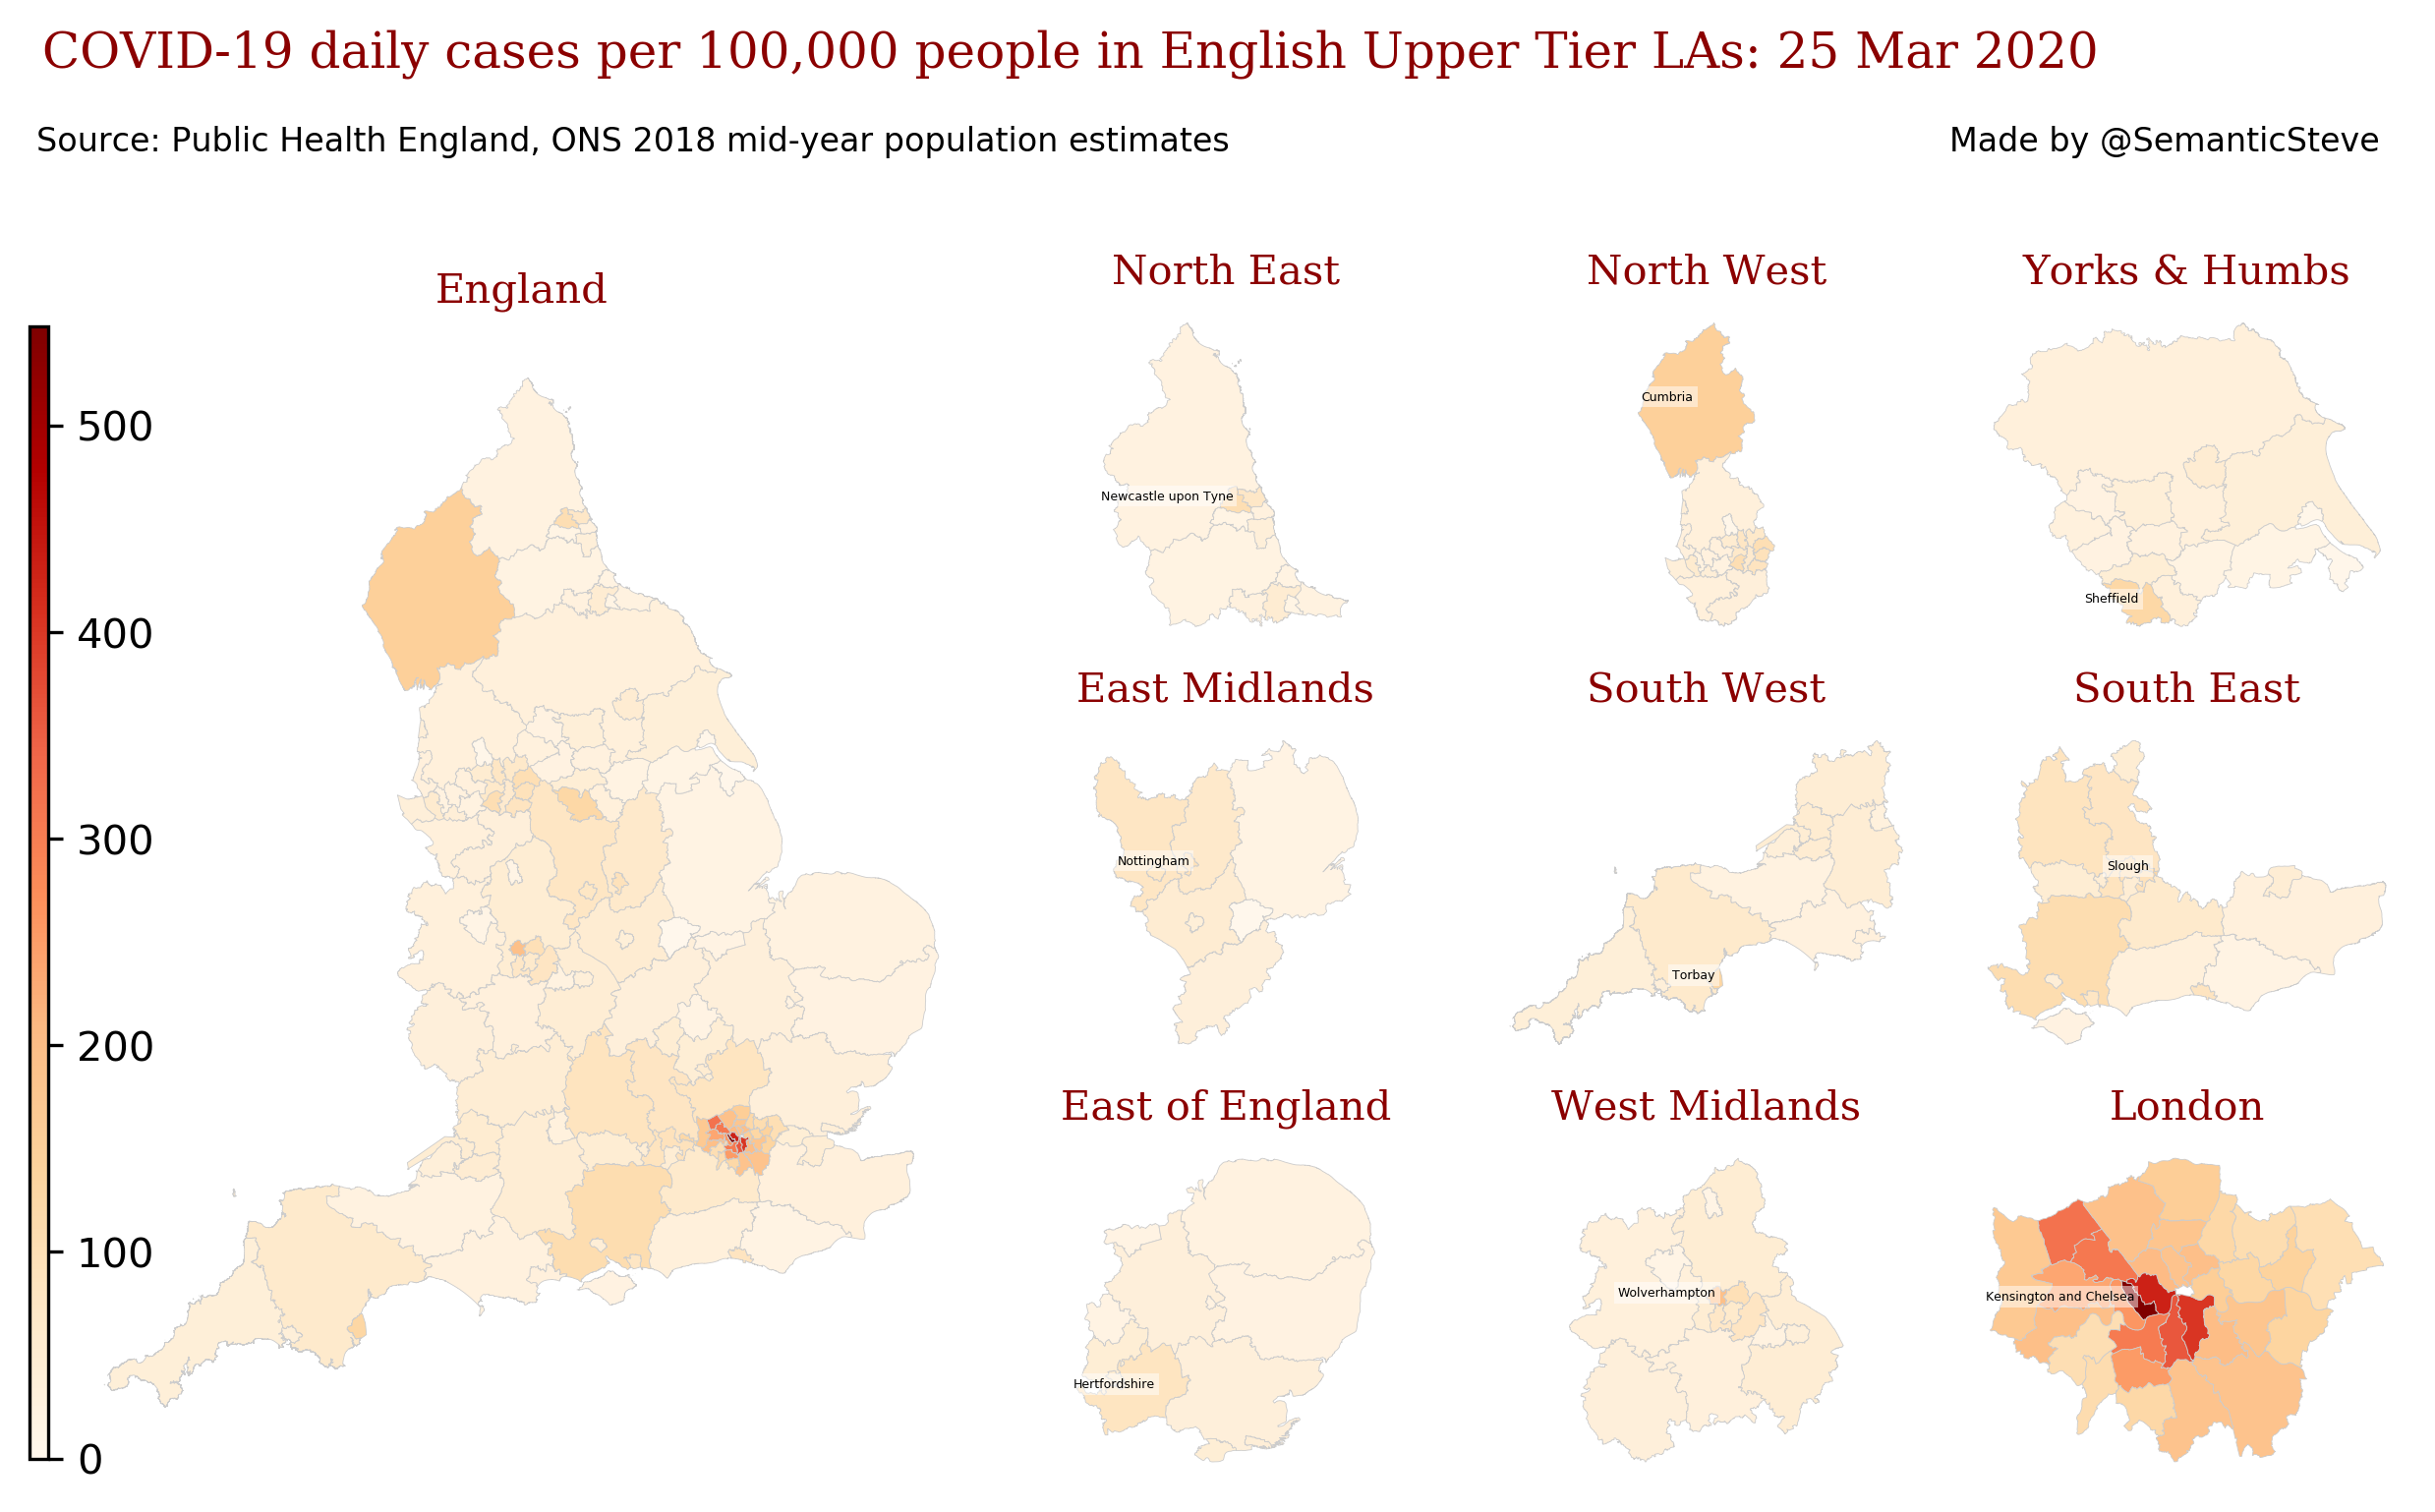 COVID-19 daily cases per 100,000 people in English Upper Tier LAs: 25 Mar 2020
Source: Public Health England, ONS 2018 mid-year population estimates
Made by @SemanticSteve
England
500
400
300
200
100
0
North East
Newcastle upon Tyne
North West
Cumbria
Yorks & Humbs
Sheffield
East Midlands
Nottingham
South West
Torbay
South East
Slough
East of England
Hertfordshire
West Midlands
Wolverhampton
London
Kensington and Chelsea